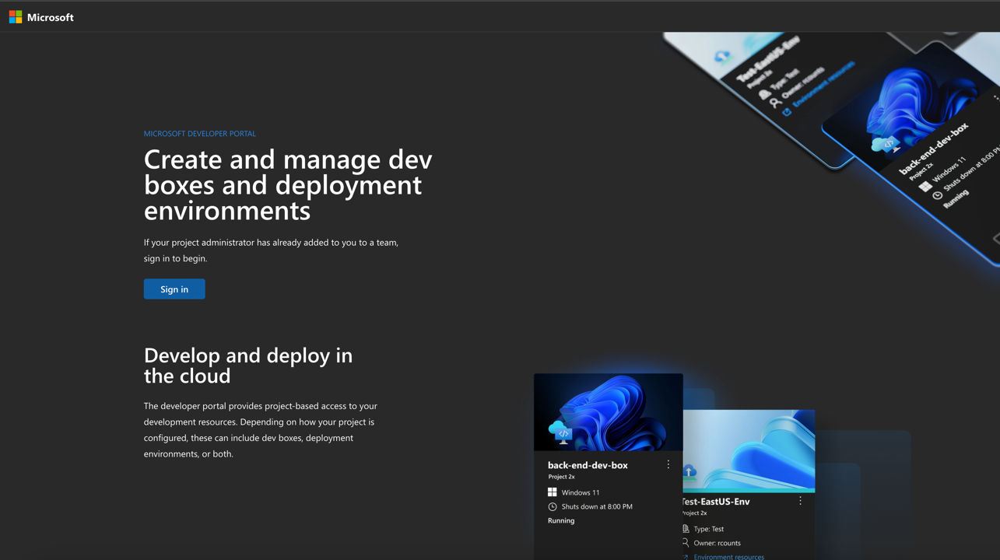 Microsoft
Test-EastUS-Env
Project 2x
Type: Test
Owner: rcounts
Environment resources
back-end-dev-box
Project 2x
Windows 11
Shuts down at 8:00 PM
Running
MICROSOFT DEVELOPER PORTAL
Create and manage dev
boxes and deployment
environments
If your project administrator has already added to you to a team,
sign in to begin.
Sign in
Develop and deploy in
the cloud
The developer portal provides project-based access to your
development resources. Depending on how your project is
configured, these can include dev boxes, deployment
environments, or both.
back-end-dev-box
Project 2x
Windows 11
Shuts down at 8:00 PM
Running
Test-EastUS-Env
Project 2x
Type: Test
Owner: rcounts
Environment resources